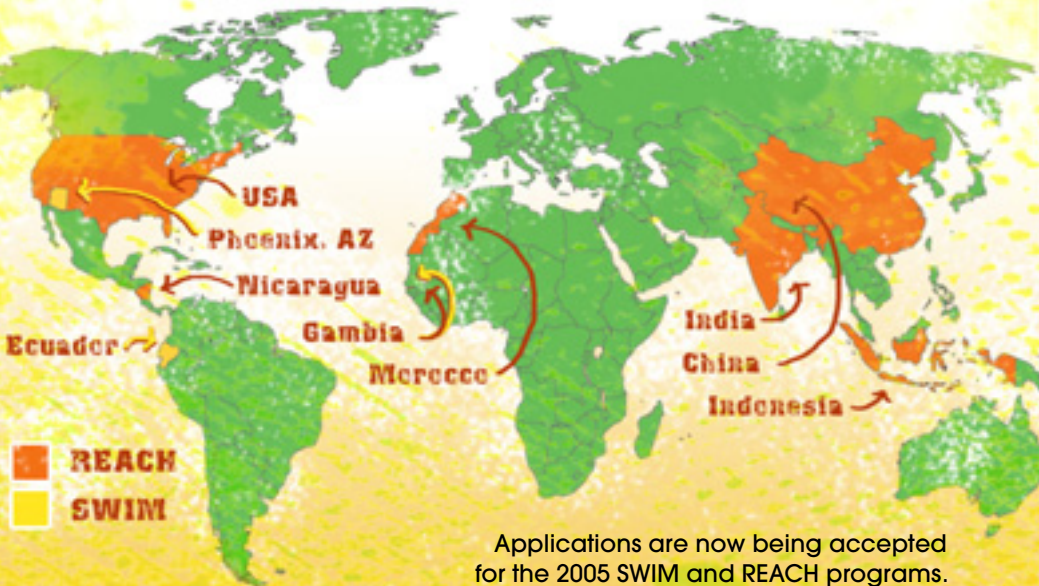 USA
Phoenix, AZ
Nicaragua
Ecuador
Gambia
Morocco
India
China
Indonesia
REACH
SWIM
Applications are now being accepted
for the 2005 SWIM and REACH programs.